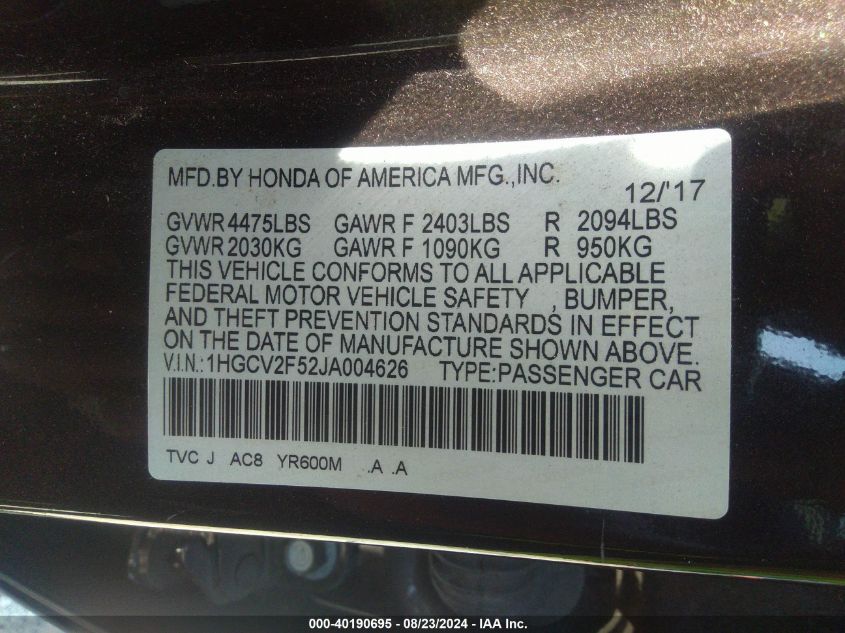 MFD.BY HONDA OF AMERICA MFG.,INC.
12/'17
GVWR 4475LBS GAWR F 2403LBS R 2094LBS
GVWR 2030KG GAWR F 1090KG R 950KG
THIS VEHICLE CONFORMS TO ALL APPLICABLE
FEDERAL MOTOR VEHICLE SAFETY , BUMPER,
AND THEFT PREVENTION STANDARDS IN EFFECT
ON THE DATE OF MANUFACTURE SHOWN ABOVE.
V.I.N.:1HGCV2F52JA004626 TYPE:PASSENGER CAR
TVC J AC8 YR600M .A .A
000-40190695 / 08/23/2024 - IAA Inc.